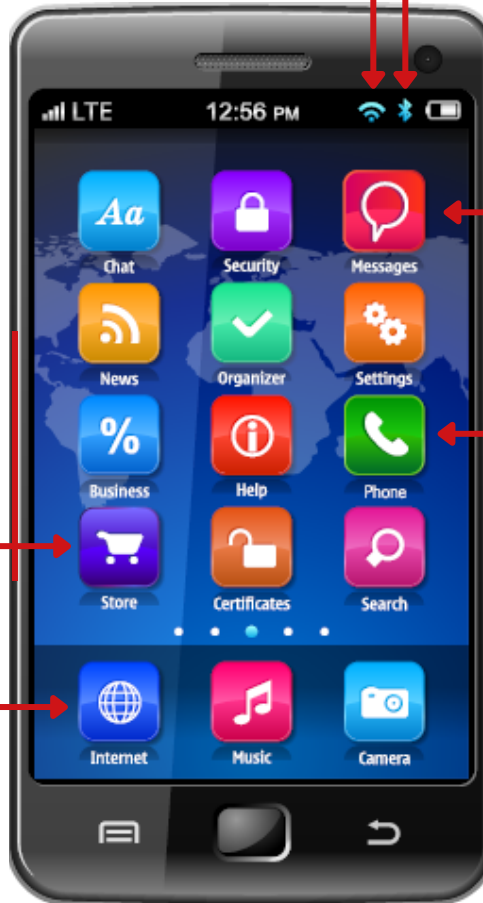 LTE 12:56 PM
Aa
Chat Security Messages
News Organizer Settings
%
Business Help Phone
Store Certificates Search
Internet Music Camera